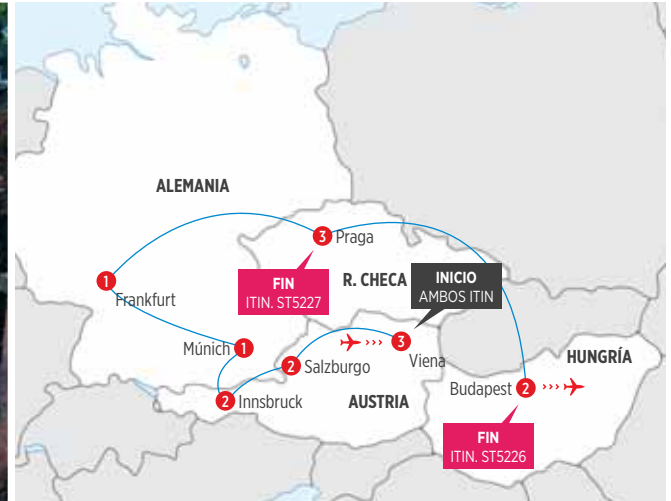 ALEMANIA
3 Praga
1
Frankfurt
FIN
ITIN. ST5227
R. CHECA
INICIO
AMBOS ITIN
Múnich 1
3
Viena
2
Salzburgo
2 Innsbruck
AUSTRIA
HUNGRÍA
Budapest 2
FIN
ITIN. ST5226